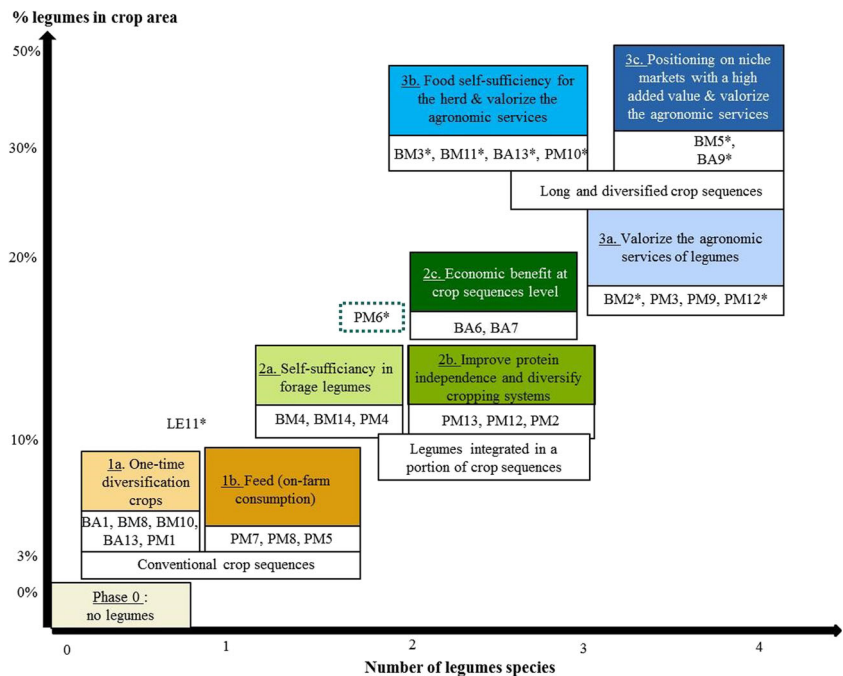 % legumes in crop area
50%
30%
20%
10%
3%
0%
3b. Food self-sufficiency for
the herd & valorize the
agronomic services
BM3*, BM11*, BA13*, PM10*
3c. Positioning on niche
markets with a high
added value & valorize
the agronomic services
BM5*,
BA9*
Long and diversified crop sequences
3a. Valorize the agronomic
services of legumes
BM2*, PM3, PM9, PM12*
2c. Economic benefit at
crop sequences level
BA6, BA7
PM6*
2a. Self-sufficiancy in
forage legumes
BM4, BM14, PM4
2b. Improve protein
independence and diversify
cropping systems
PM13, PM12, PM2
Legumes integrated in a
portion of crop sequences
LE11*
1a. One-time
diversification
crops
BA1, BM8, BM10,
BA13, PM1
1b. Feed (on-farm
consumption)
PM7, PM8, PM5
Conventional crop sequences
Phase 0 :
no legumes
0
1
2
3
4
Number of legumes species